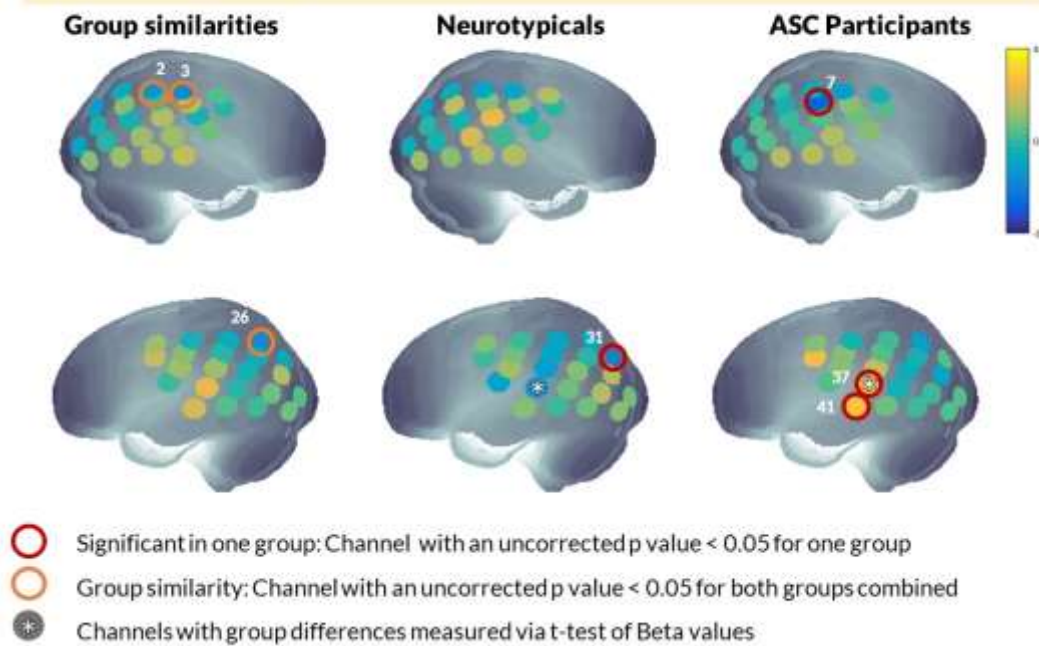 Group similarities Neurotypicals ASC Participants
2 3
7
26
31
37
41
Significant in one group: Channel with an uncorrected p value < 0.05 for one group
Group similarity: Channel with an uncorrected p value < 0.05 for both groups combined
* Channels with group differences measured via t-test of Beta values